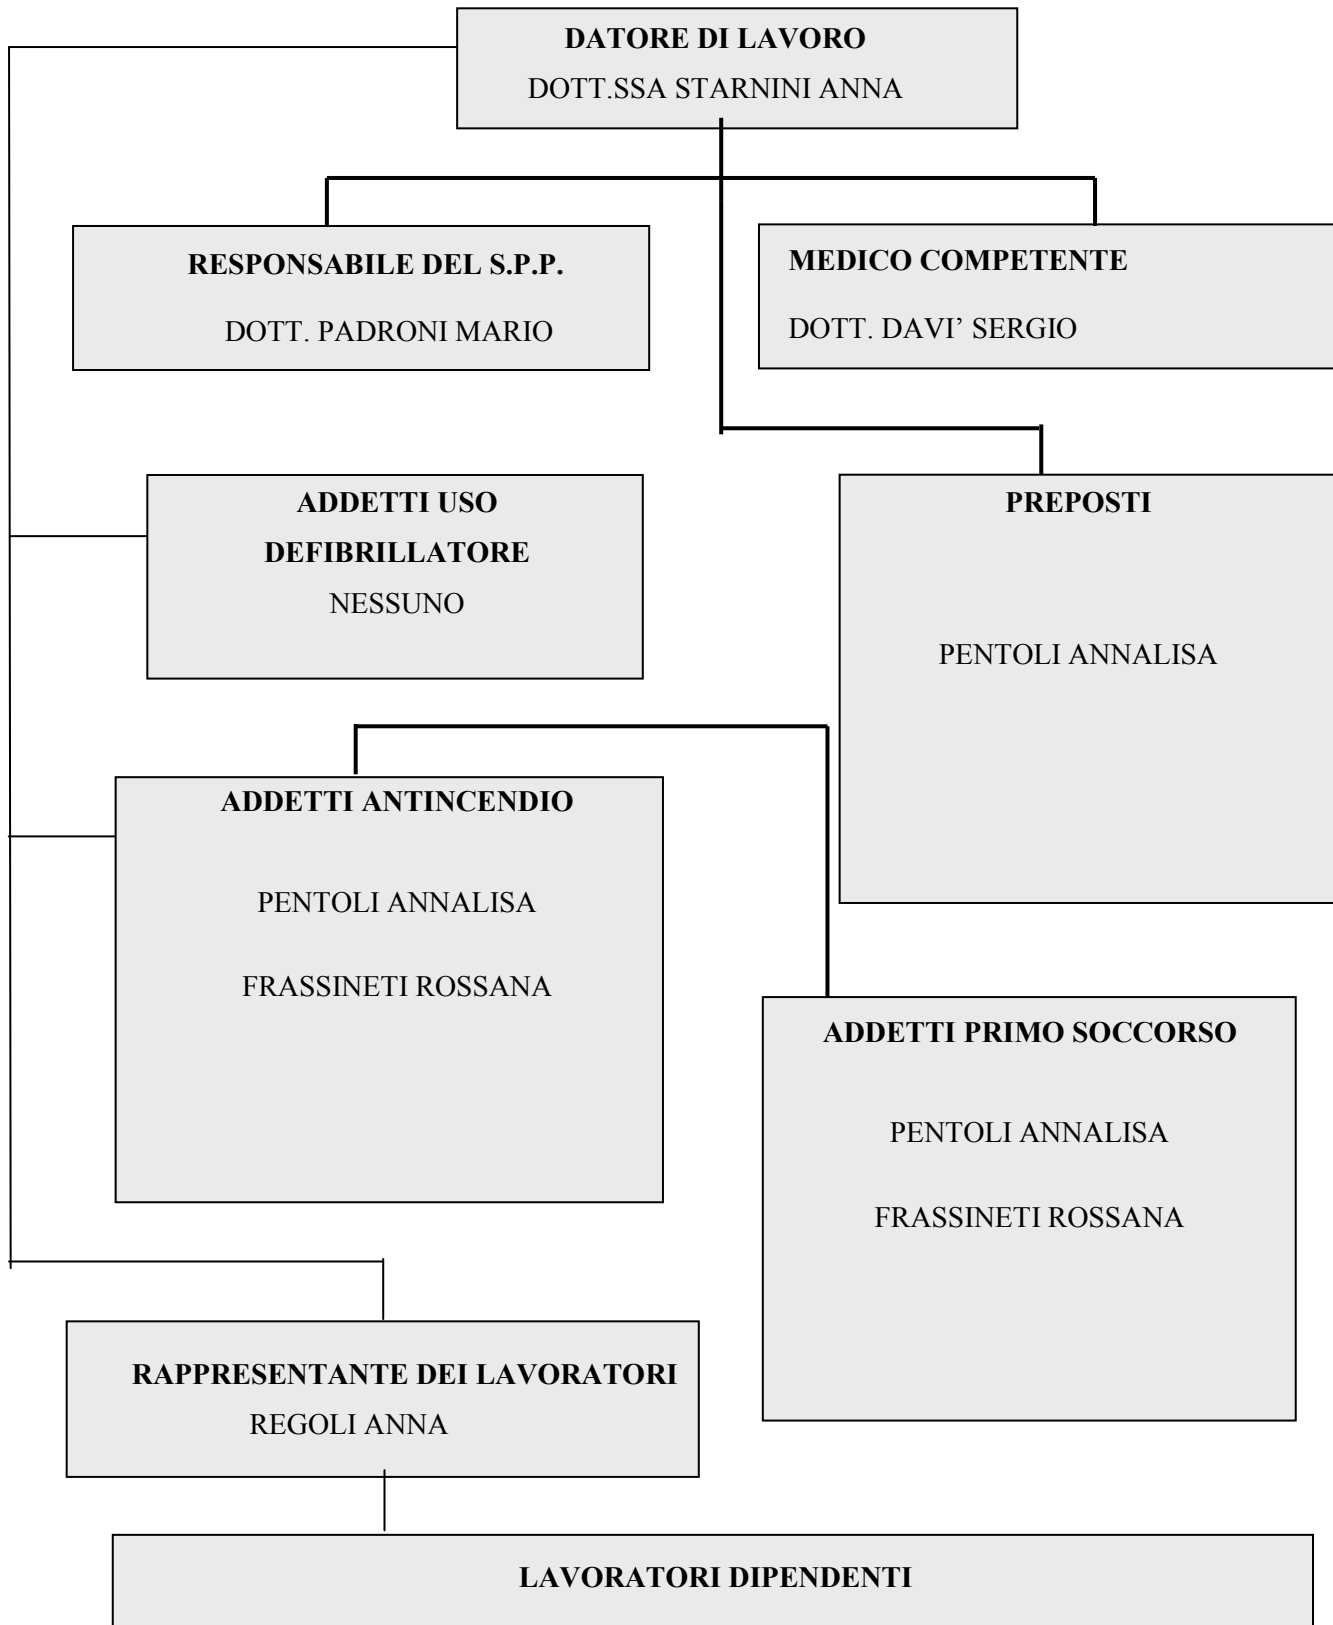 DATORE DI LAVORO
DOTT.SSA STARNINI ANNA
RESPONSABILE DEL S.P.P.
DOTT. PADRONI MARIO
MEDICO COMPETENTE
DOTT. DAVI’ SERGIO
ADDETTI USO
DEFIBRILLATORE
NESSUNO
PREPOSTI
PENTOLI ANNALISA
ADDETTI ANTINCENDIO
PENTOLI ANNALISA
FRASSINETI ROSSANA
ADDETTI PRIMO SOCCORSO
PENTOLI ANNALISA
FRASSINETI ROSSANA
RAPPRESENTANTE DEI LAVORATORI
REGOLI ANNA
LAVORATORI DIPENDENTI